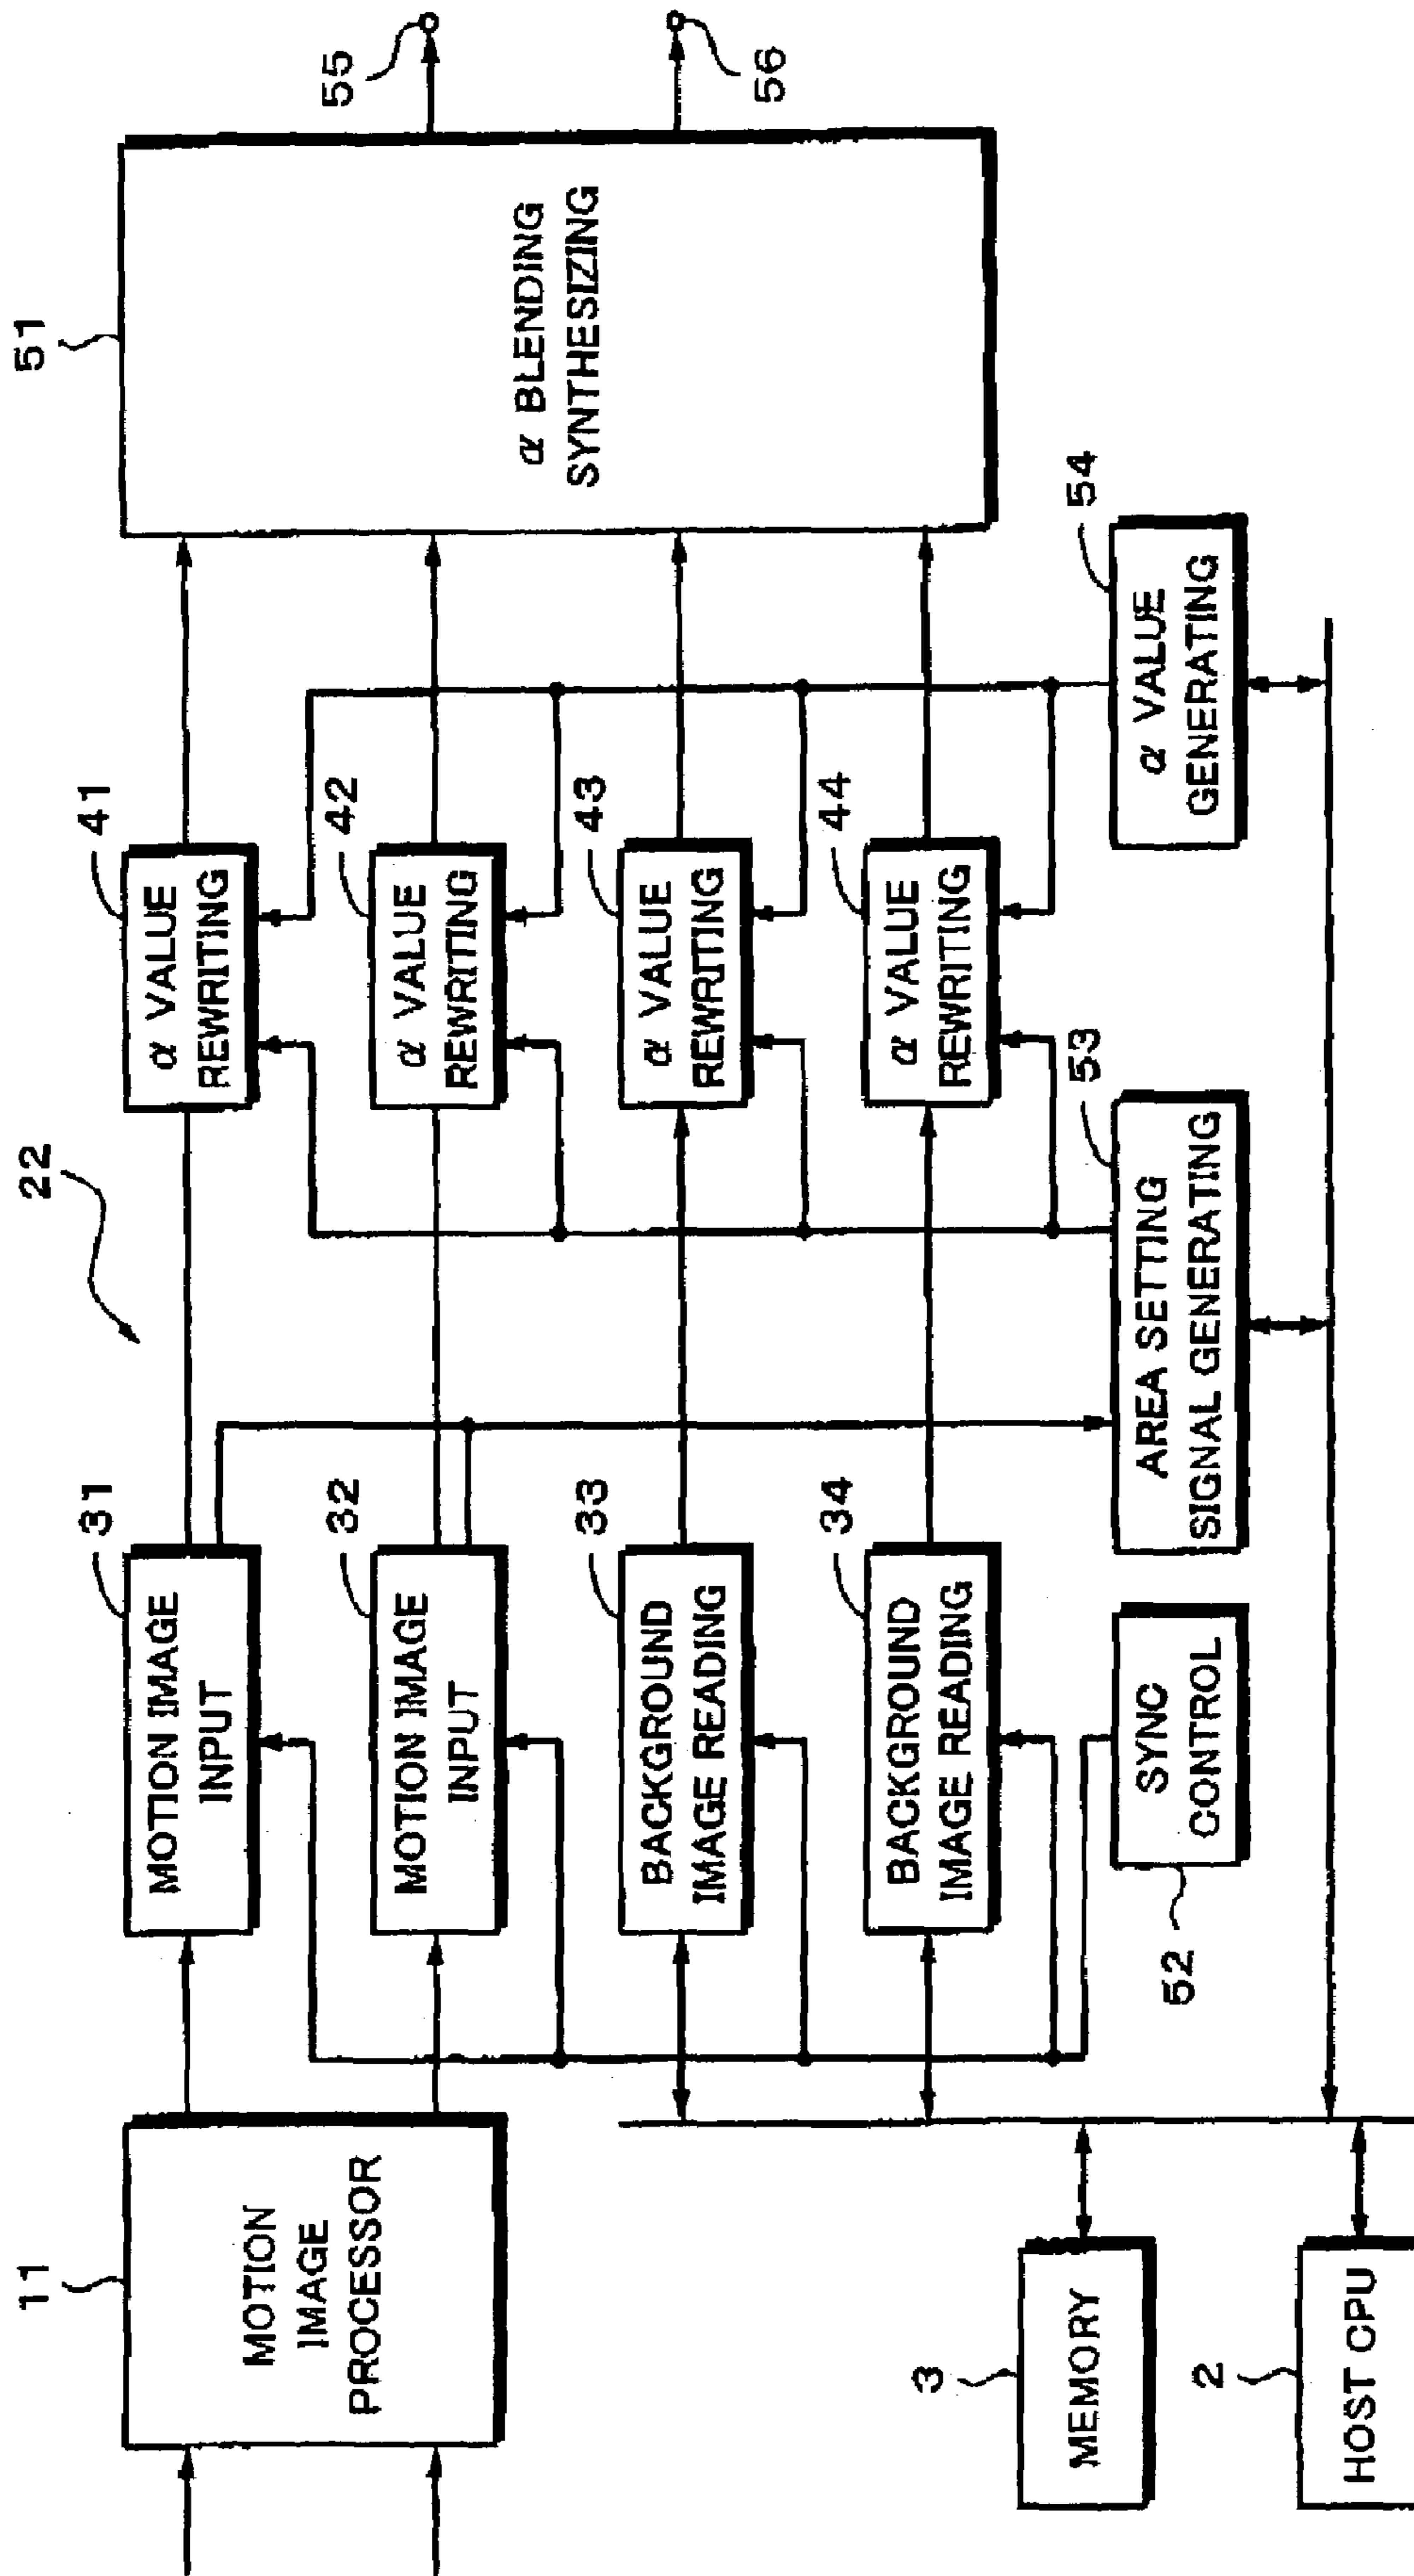 22
11
MOTION
IMAGE
PROCESSOR
31
MOTION IMAGE
INPUT
32
MOTION IMAGE
INPUT
33
BACKGROUND
IMAGE READING
34
BACKGROUND
IMAGE READING
41
α VALUE
REWRITING
42
α VALUE
REWRITING
43
α VALUE
REWRITING
44
α VALUE
REWRITING
51
α BLENDING
SYNTHESIZING
55
56
3
MEMORY
2
HOST CPU
52
SYNC
CONTROL
53
AREA SETTING
SIGNAL GENERATING
54
α VALUE
GENERATING